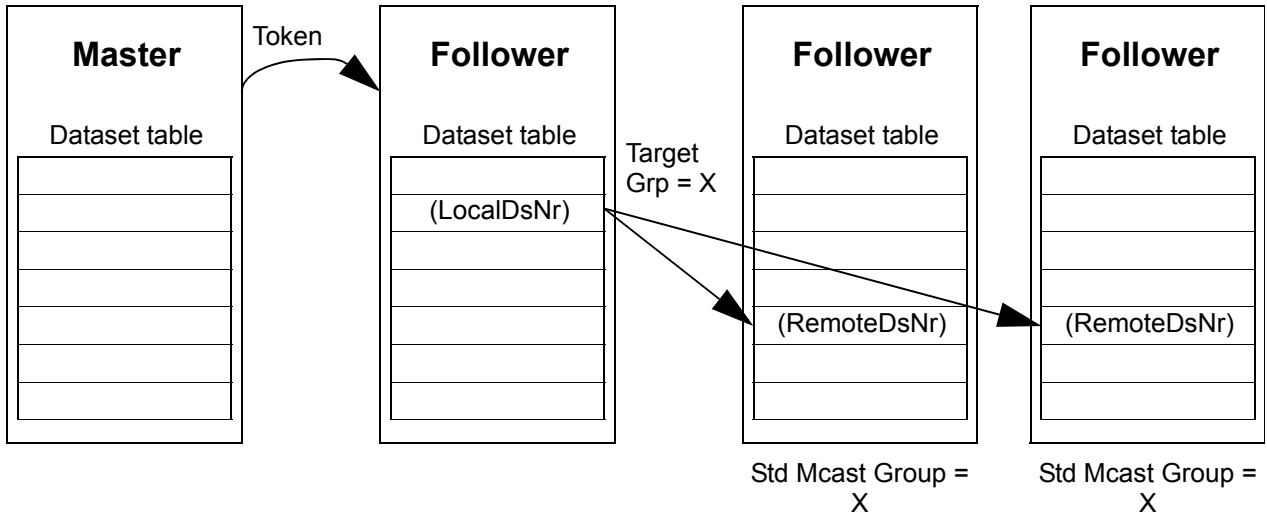 Master
Token
Follower
Follower
Follower
Dataset table
Dataset table
Dataset table
Dataset table
Target
Grp = X
(LocalDsNr)
(RemoteDsNr)
(RemoteDsNr)
Std Mcast Group =
X
Std Mcast Group =
X